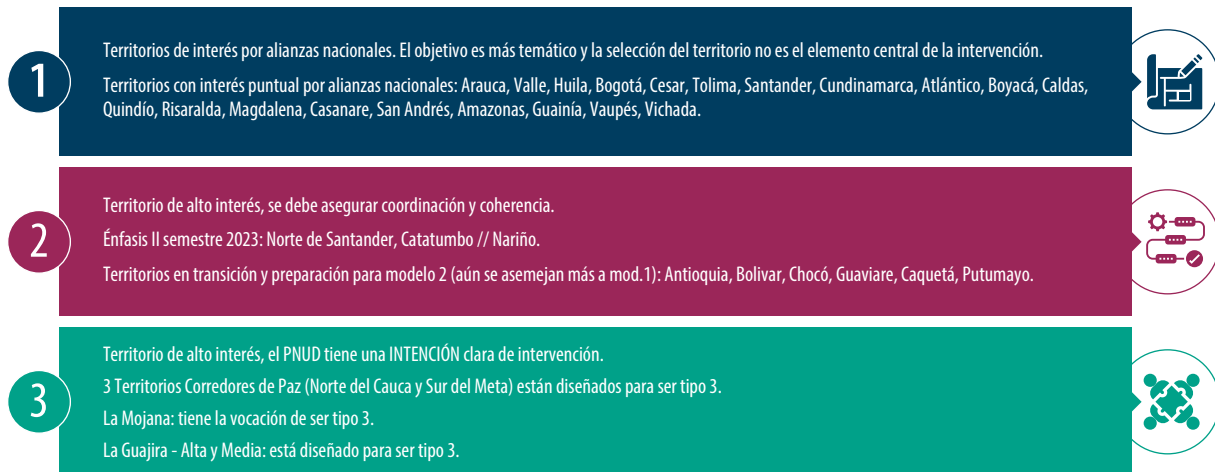 1
Territorios de interés por alianzas nacionales. El objetivo es más temático y la selección del territorio no es el elemento central de la intervención.
Territorios con interés puntual por alianzas nacionales: Arauca, Valle, Huila, Bogotá, Cesar, Tolima, Santander, Cundinamarca, Atlántico, Boyacá, Caldas,
Quindío, Risaralda, Magdalena, Casanare, San Andrés, Amazonas, Guainía, Vaupés, Vichada.
2
Territorio de alto interés, se debe asegurar coordinación y coherencia.
Énfasis II semestre 2023: Norte de Santander, Catatumbo // Nariño.
Territorios en transición y preparación para modelo 2 (aún se asemejan más a mod.1): Antioquia, Bolivar, Chocó, Guaviare, Caquetá, Putumayo.
3
Territorio de alto interés, el PNUD tiene una INTENCIÓN clara de intervención.
3 Territorios Corredores de Paz (Norte del Cauca y Sur del Meta) están diseñados para ser tipo 3.
La Mojana: tiene la vocación de ser tipo 3.
La Guajira - Alta y Media: está diseñado para ser tipo 3.